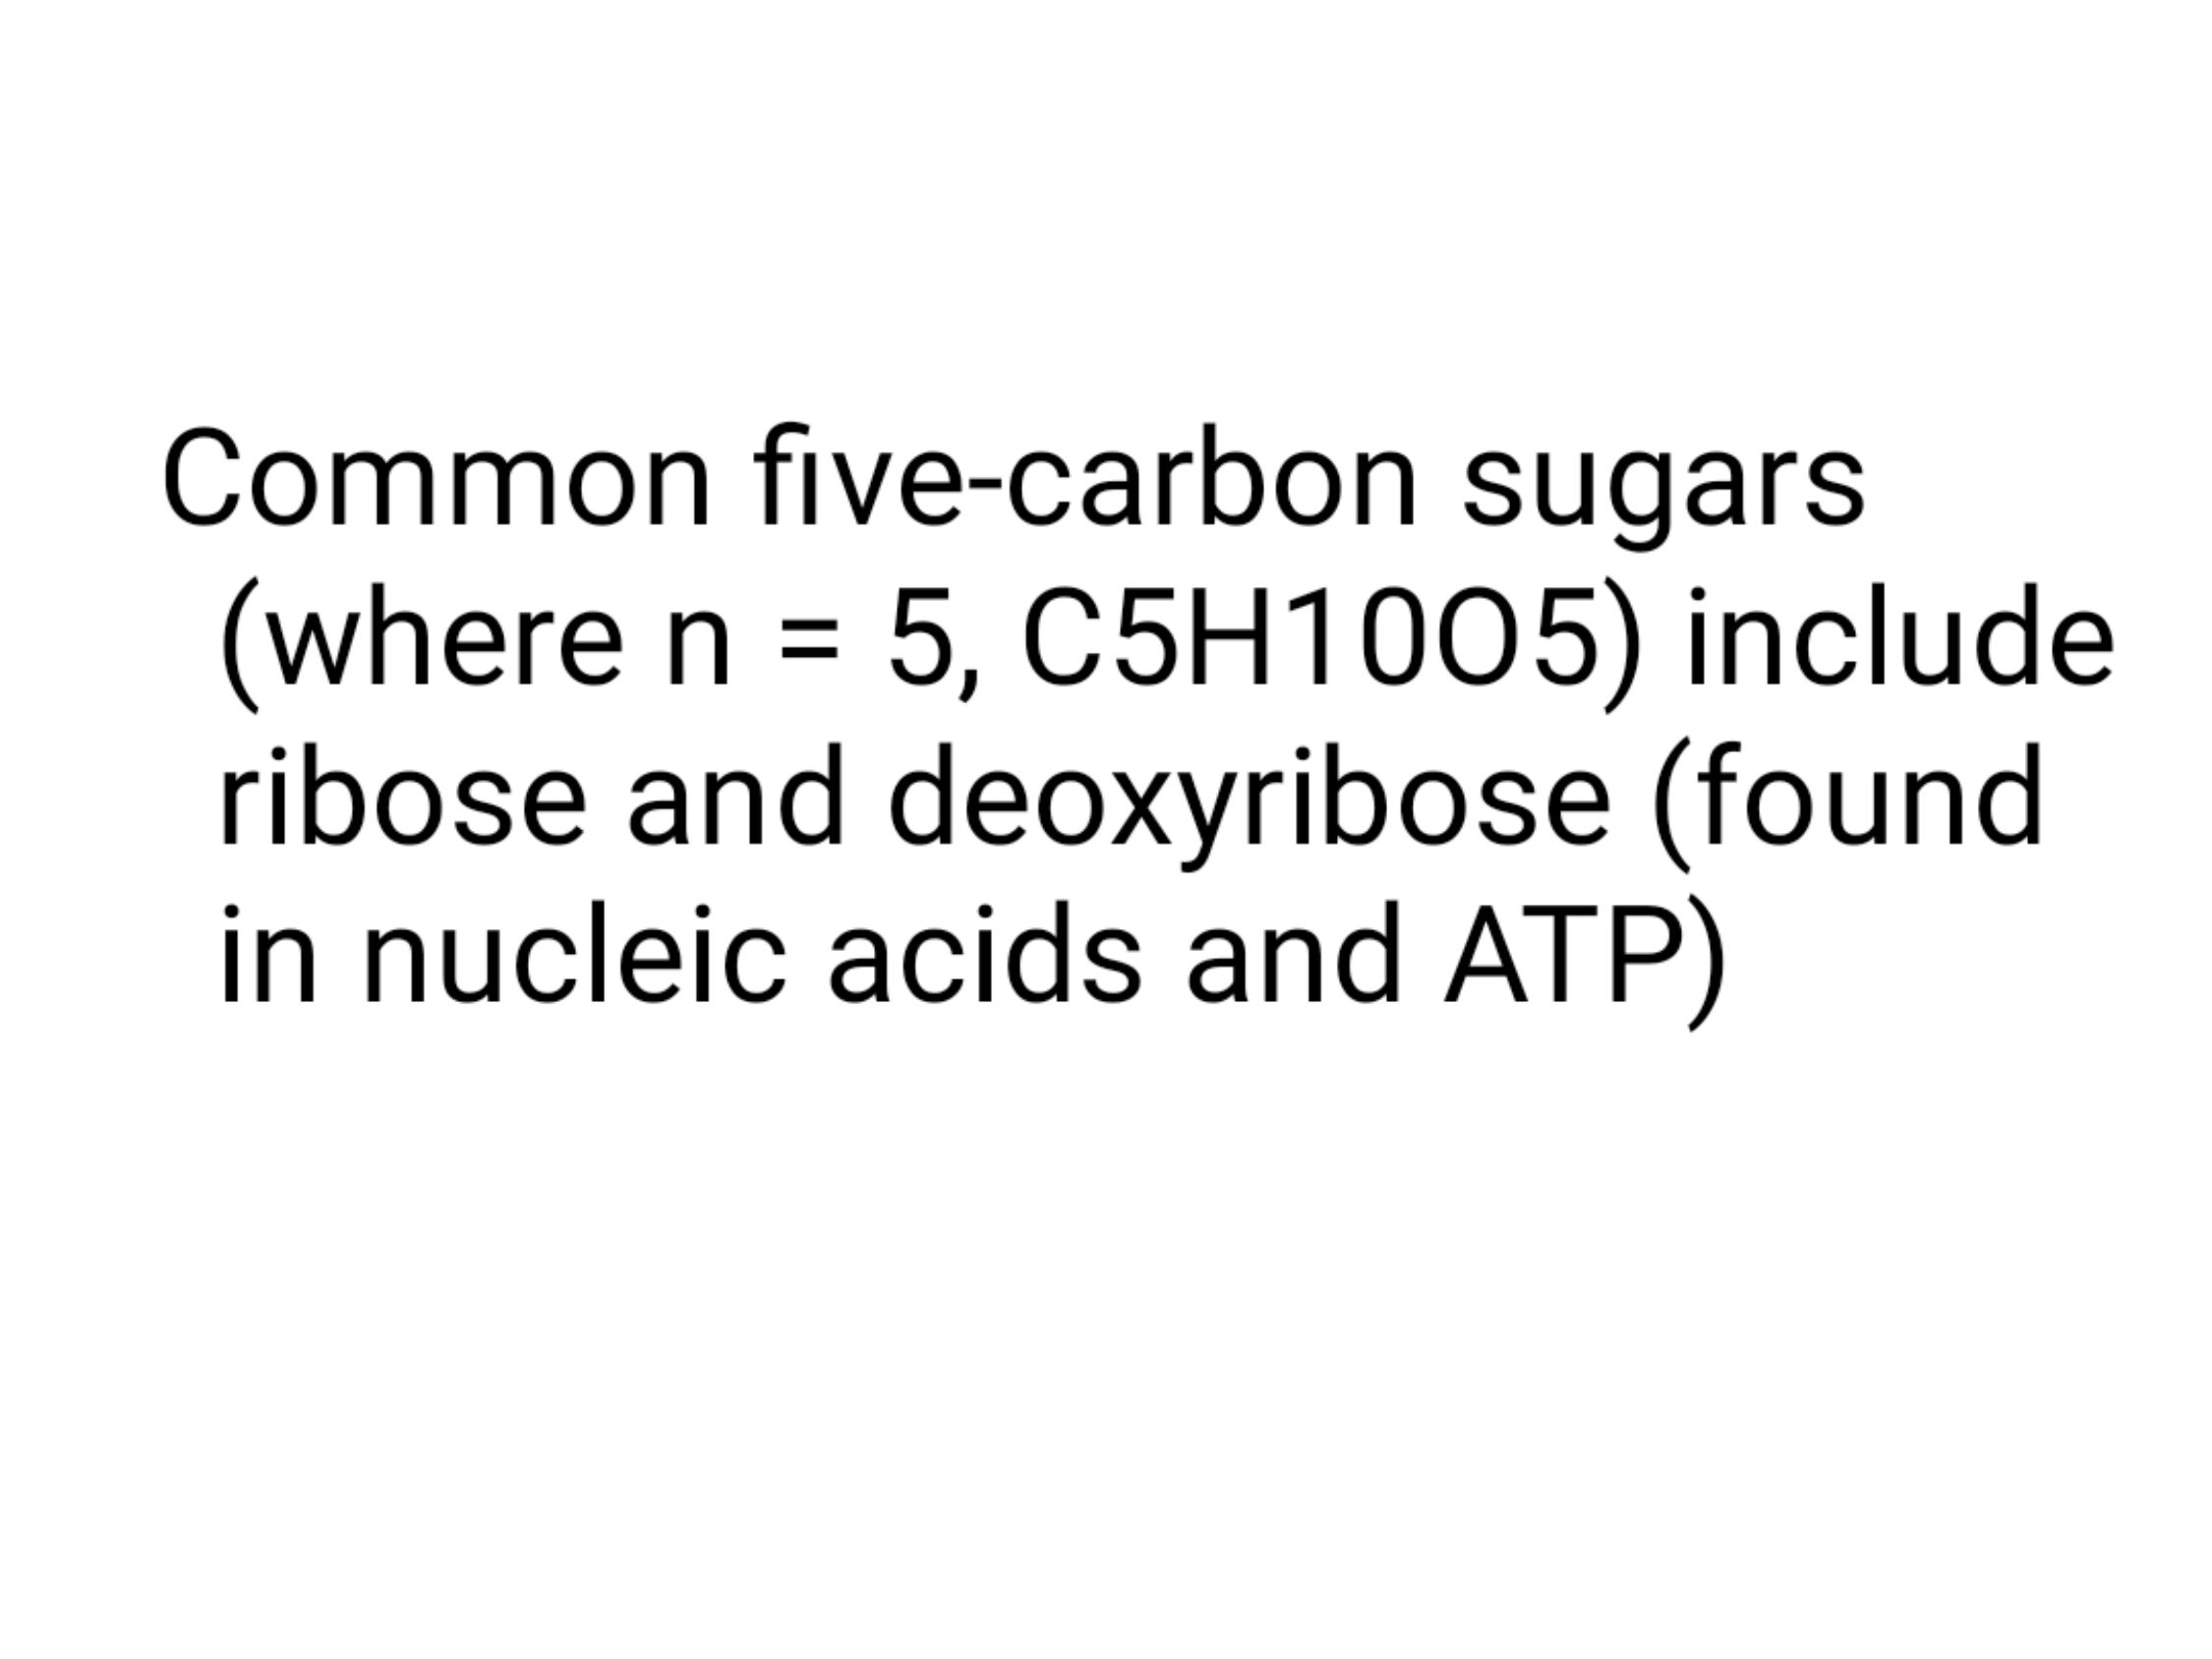 Common five-carbon sugars
(where n = 5, C5H10O5) include
ribose and deoxyribose (found
in nucleic acids and ATP)